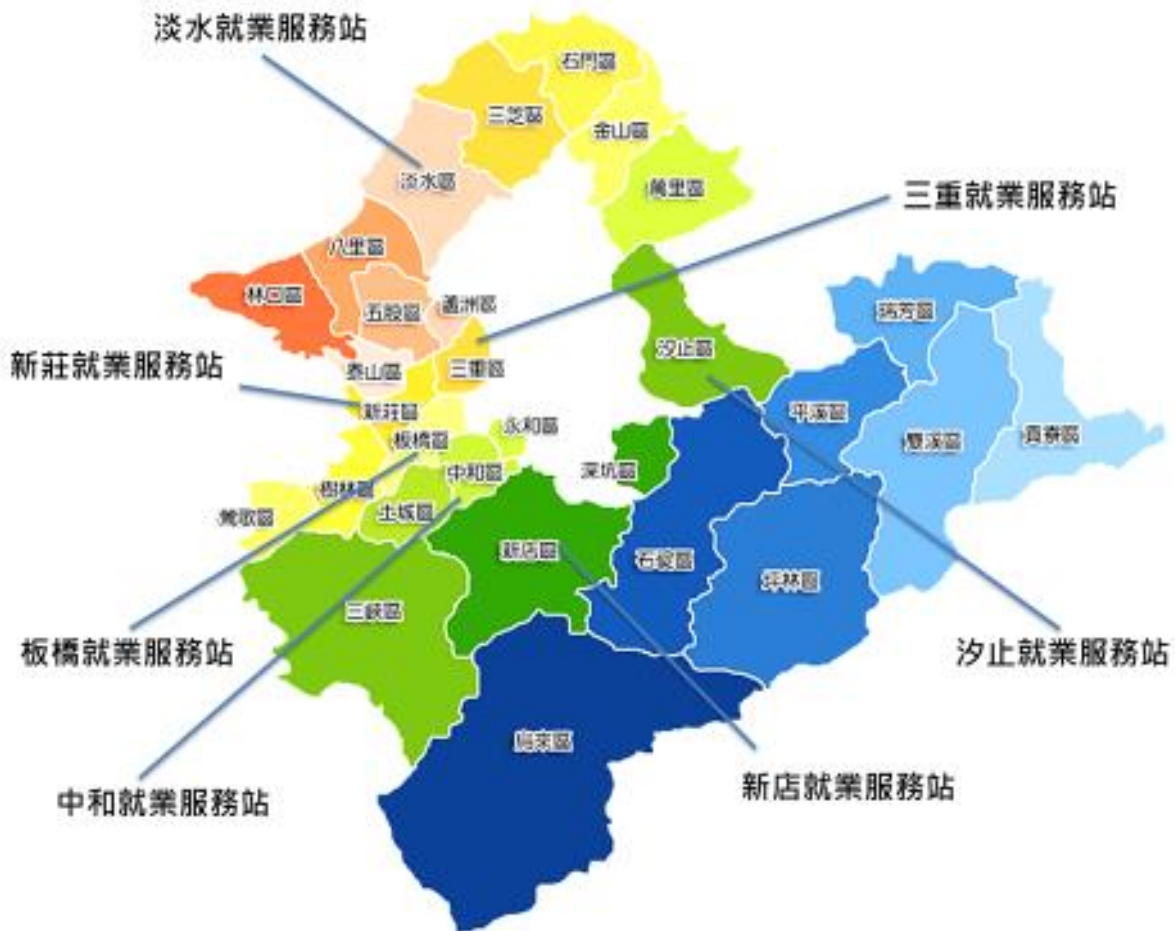 淡水就業服務站
石門區
三芝區
金山區
淡水區
萬里區
三重就業服務站
八里區
林口區
五股區
蘆洲區
瑞芳區
汐止區
新莊就業服務站
泰山區
三重區
新莊區
平溪區
永和區
板橋區
雙溪區
貢寮區
中和區
深坑區
樹林區
鶯歌區
土城區
新店區
石碇區
坪林區
三峽區
板橋就業服務站
汐止就業服務站
烏來區
新店就業服務站
中和就業服務站